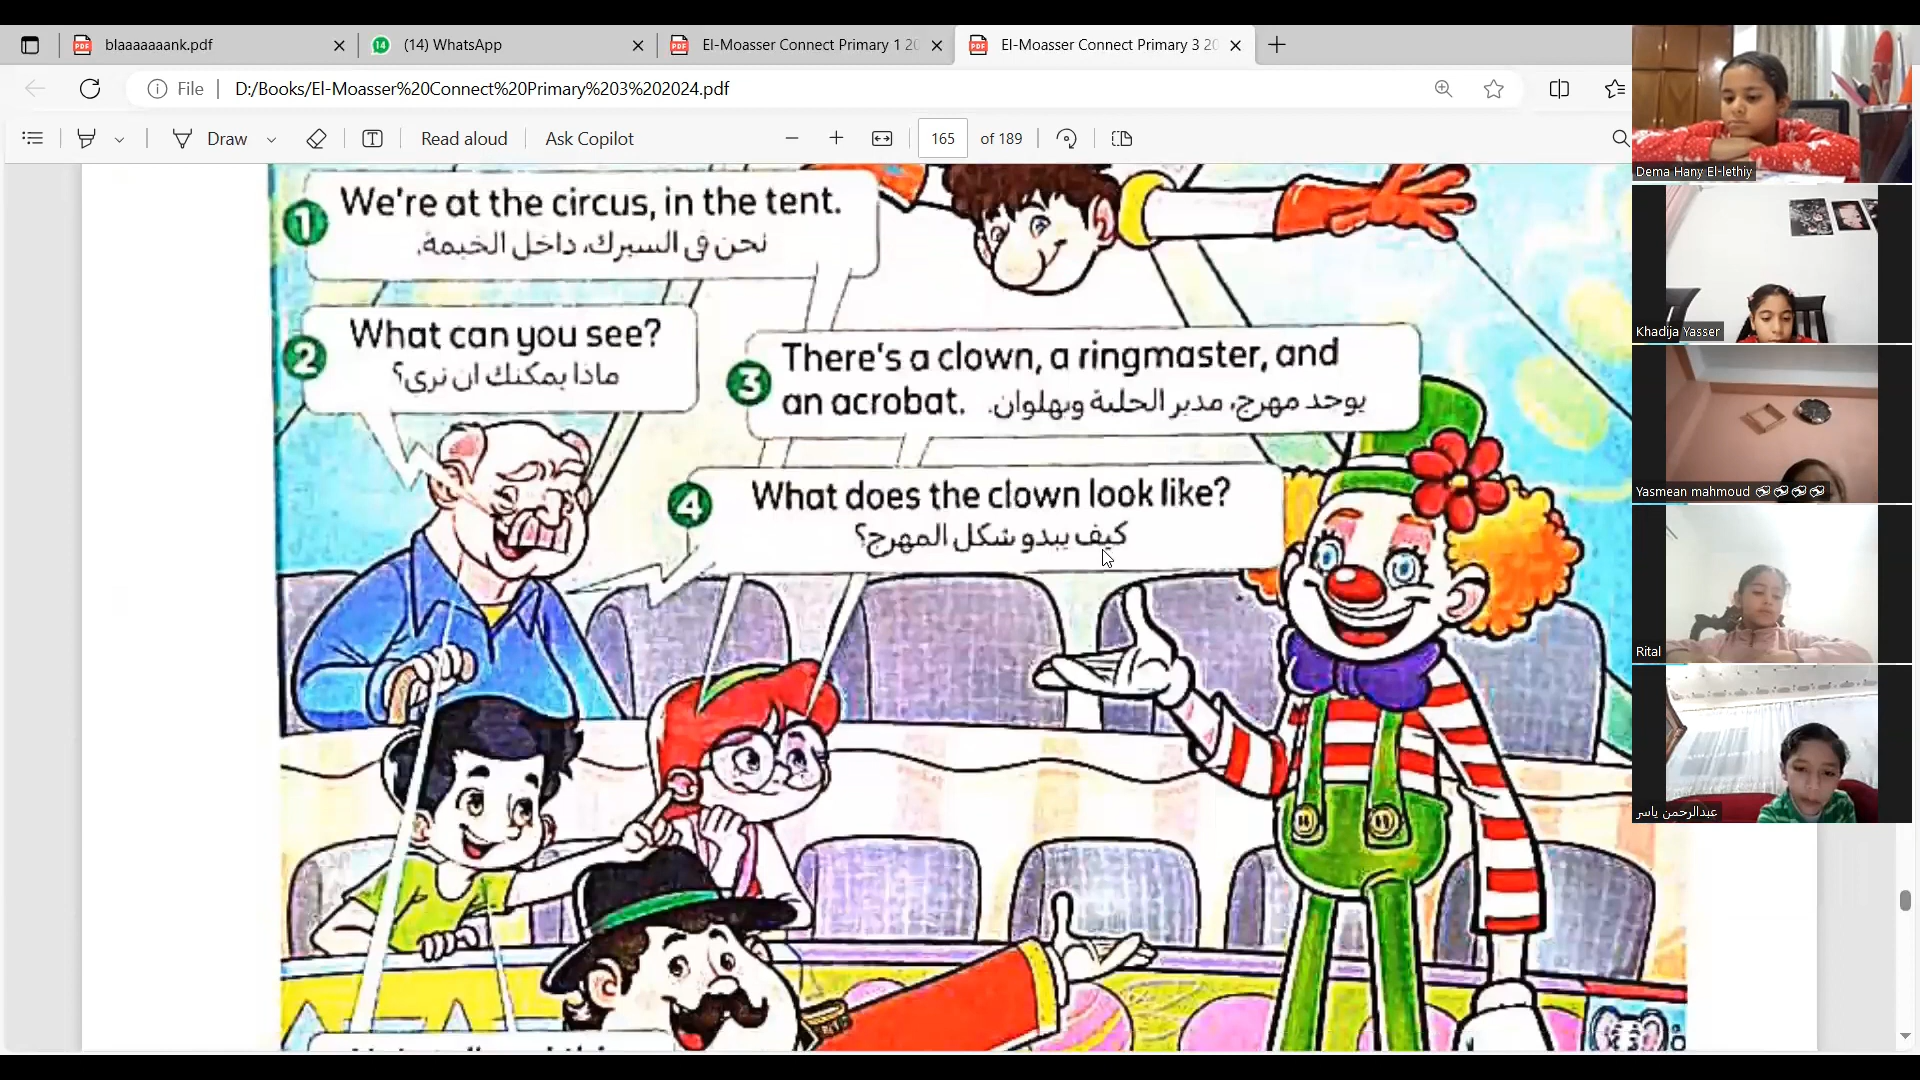 blaaaaaaank.pdf
14
(14) WhatsApp
El-Moasser Connect Primary 1 20
El-Moasser Connect Primary 3 20
File
D:/Books/El-Moasser%20Connect%20Primary%203%202024.pdf
Draw
Read aloud
Ask Copilot
165 of 189
1
We're at the circus, in the tent.
نحن فى السيرك، داخل الخيمة.
2
What can you see?
ماذا يمكنك ان ترى؟
3
There's a clown, a ringmaster, and
an acrobat.
يوجد مهرج، مدير الحلبة وبهلوان.
4
What does the clown look like?
كيف يبدو شكل المهرج؟
Dema Hany El-lethiy
Khadija Yasser
Yasmean mahmoud
Rital
عبدالرحمن ياسر